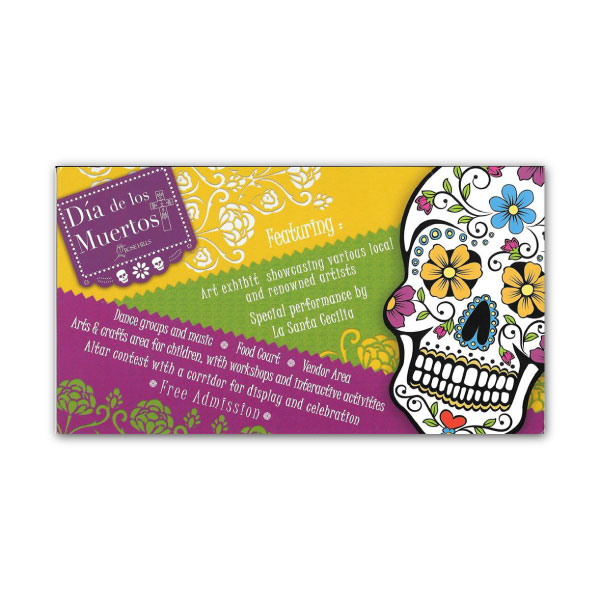 Día de los
Muertos
ROSE HILLS
Featuring :
Art exhibit showcasing various local
and renowned artists
Special performance by
La Santa Cecilia
Dance groups and music • Food Court • Vendor Area
Arts & crafts area for children, with workshops and interactive activities
Altar contest with a corridor for display and celebration
• Free Admission •